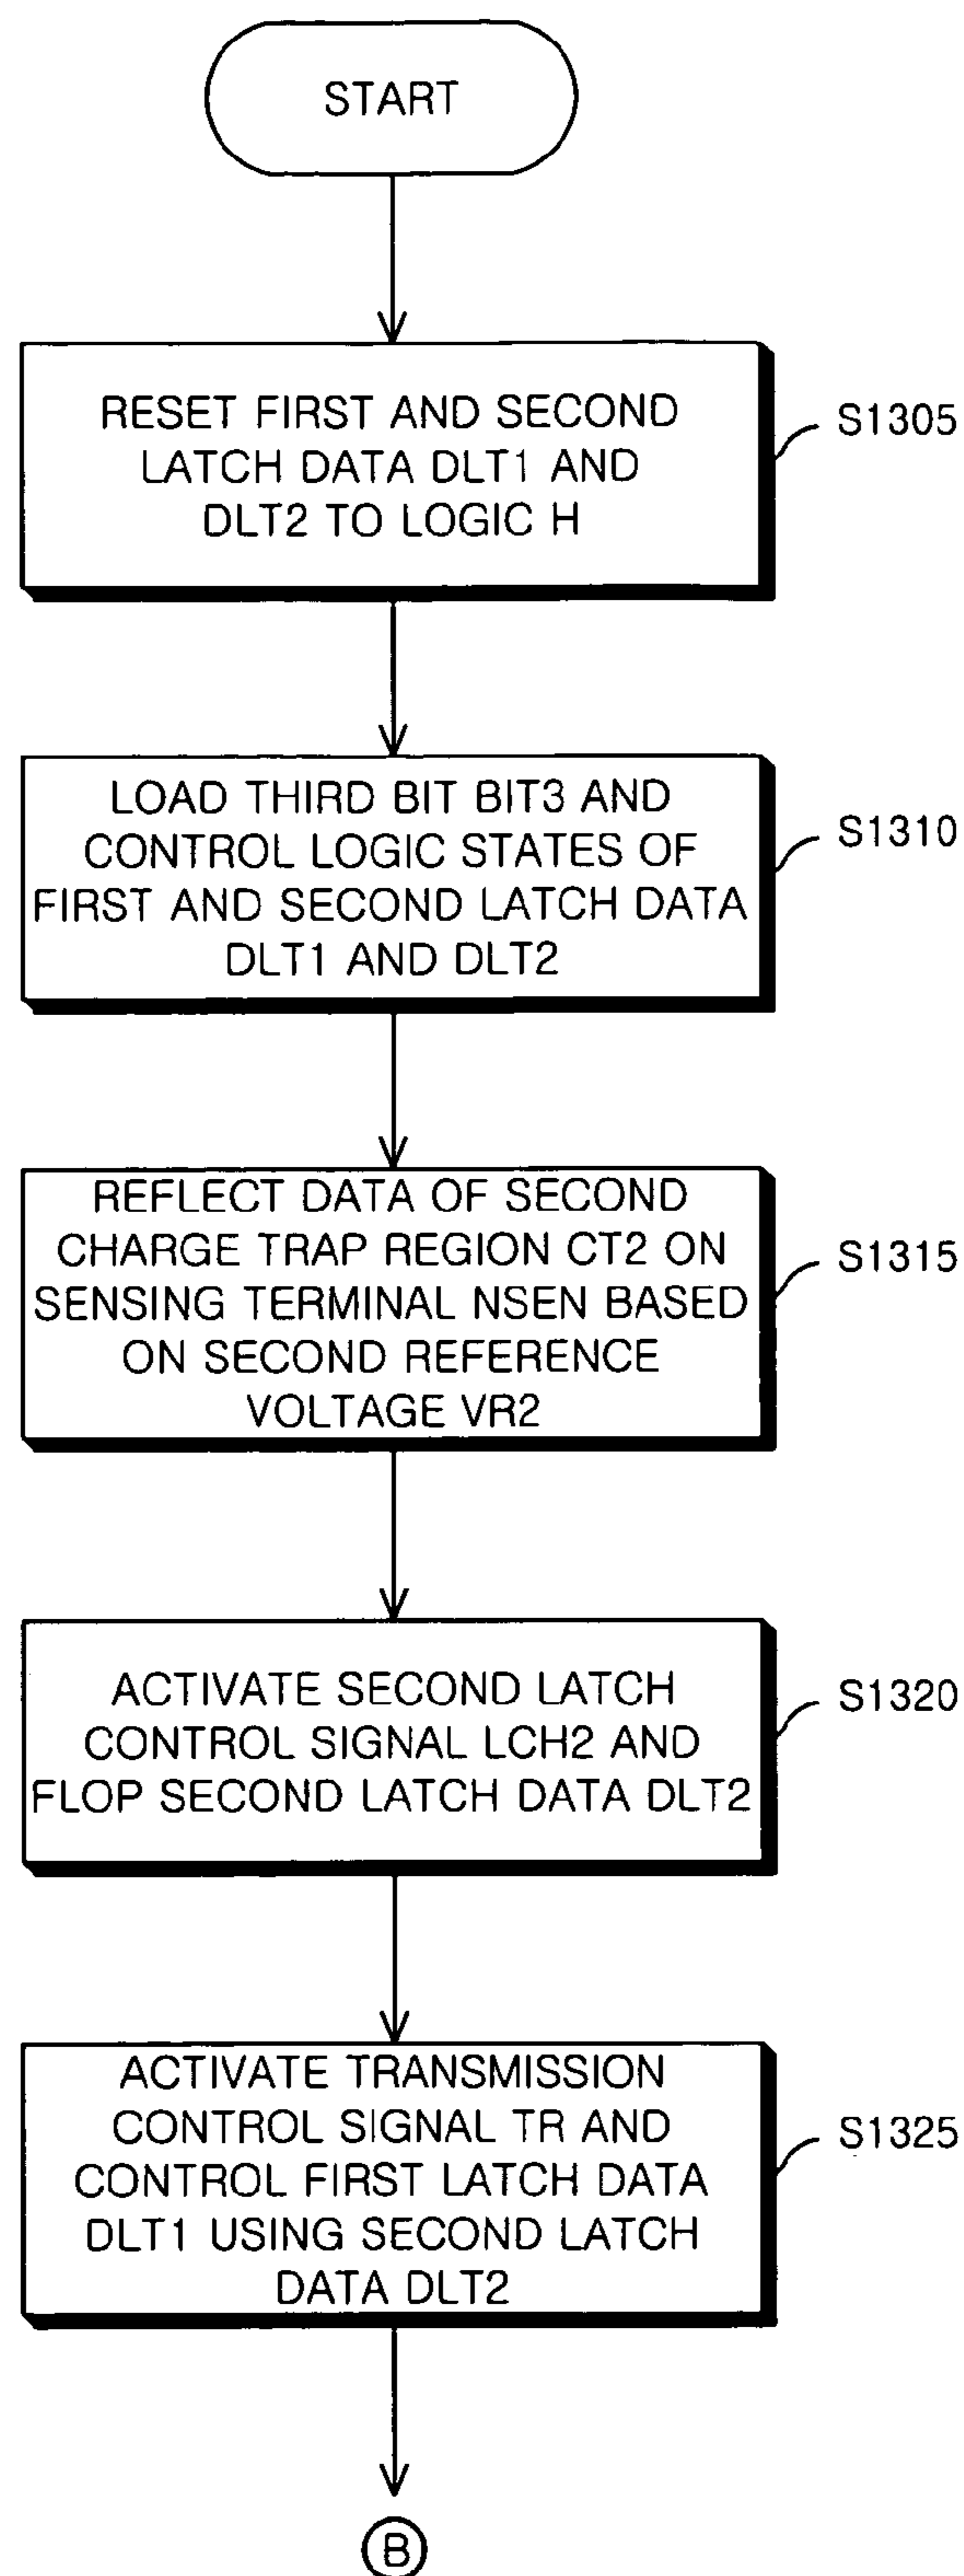 START
RESET FIRST AND SECOND
LATCH DATA DLT1 AND
DLT2 TO LOGIC H
S1305
LOAD THIRD BIT BIT3 AND
CONTROL LOGIC STATES OF
FIRST AND SECOND LATCH DATA
DLT1 AND DLT2
S1310
REFLECT DATA OF SECOND
CHARGE TRAP REGION CT2 ON
SENSING TERMINAL NSEN BASED
ON SECOND REFERENCE
VOLTAGE VR2
S1315
ACTIVATE SECOND LATCH
CONTROL SIGNAL LCH2 AND
FLOP SECOND LATCH DATA DLT2
S1320
ACTIVATE TRANSMISSION
CONTROL SIGNAL TR AND
CONTROL FIRST LATCH DATA
DLT1 USING SECOND LATCH
DATA DLT2
S1325
B